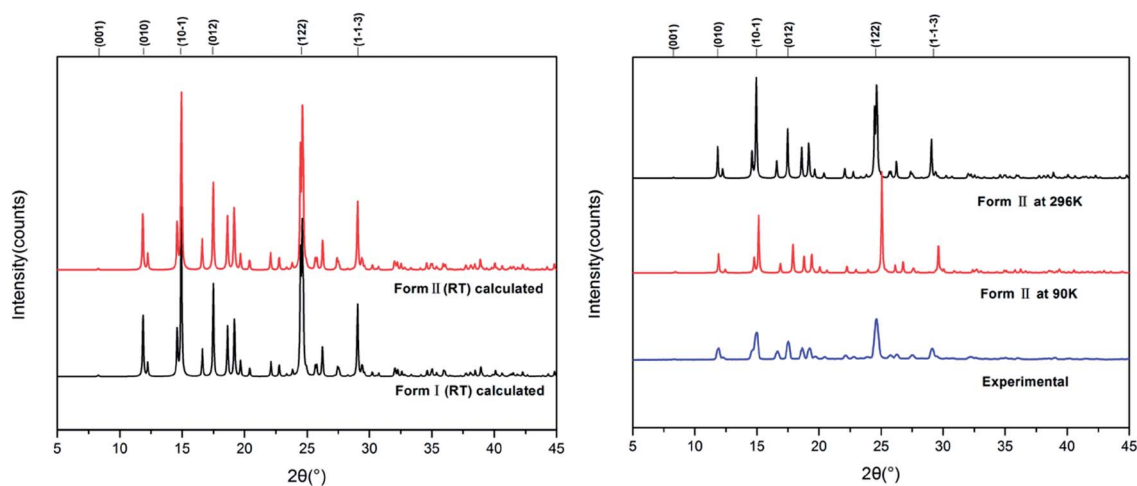 (001) (010) (10-1) (012) (122) (1-1-3)
Intensity(counts)
Form II (RT) calculated
Form I (RT) calculated
5 10 15 20 25 30 35 40 45
2θ(°)
(001) (010) (10-1) (012) (122) (1-1-3)
Intensity(counts)
Form II at 296K
Form II at 90K
Experimental
5 10 15 20 25 30 35 40 45
2θ(°)